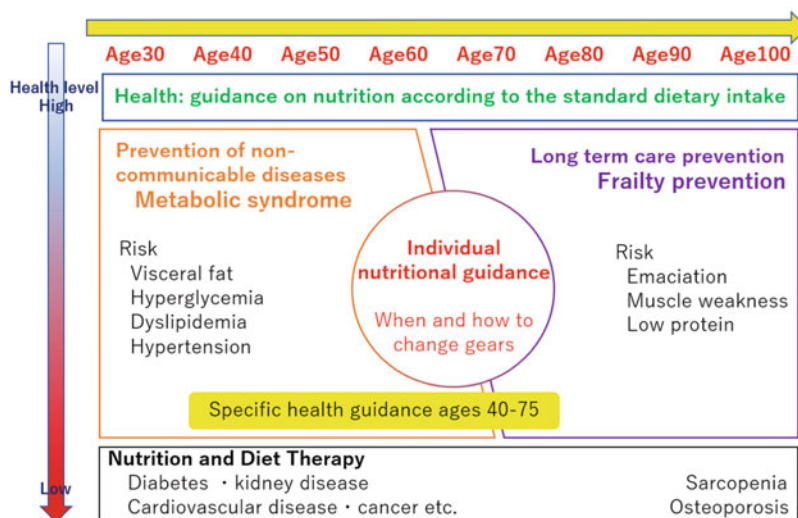 Age30 Age40 Age50 Age60 Age70 Age80 Age90 Age100
Health level
High
Health: guidance on nutrition according to the standard dietary intake
Prevention of non-
communicable diseases
Metabolic syndrome
Risk
Visceral fat
Hyperglycemia
Dyslipidemia
Hypertension
Individual
nutritional guidance
When and how to
change gears
Long term care prevention
Frailty prevention
Risk
Emaciation
Muscle weakness
Low protein
Specific health guidance ages 40-75
Low
Nutrition and Diet Therapy
Diabetes ・ kidney disease
Cardiovascular disease・cancer etc.
Sarcopenia
Osteoporosis